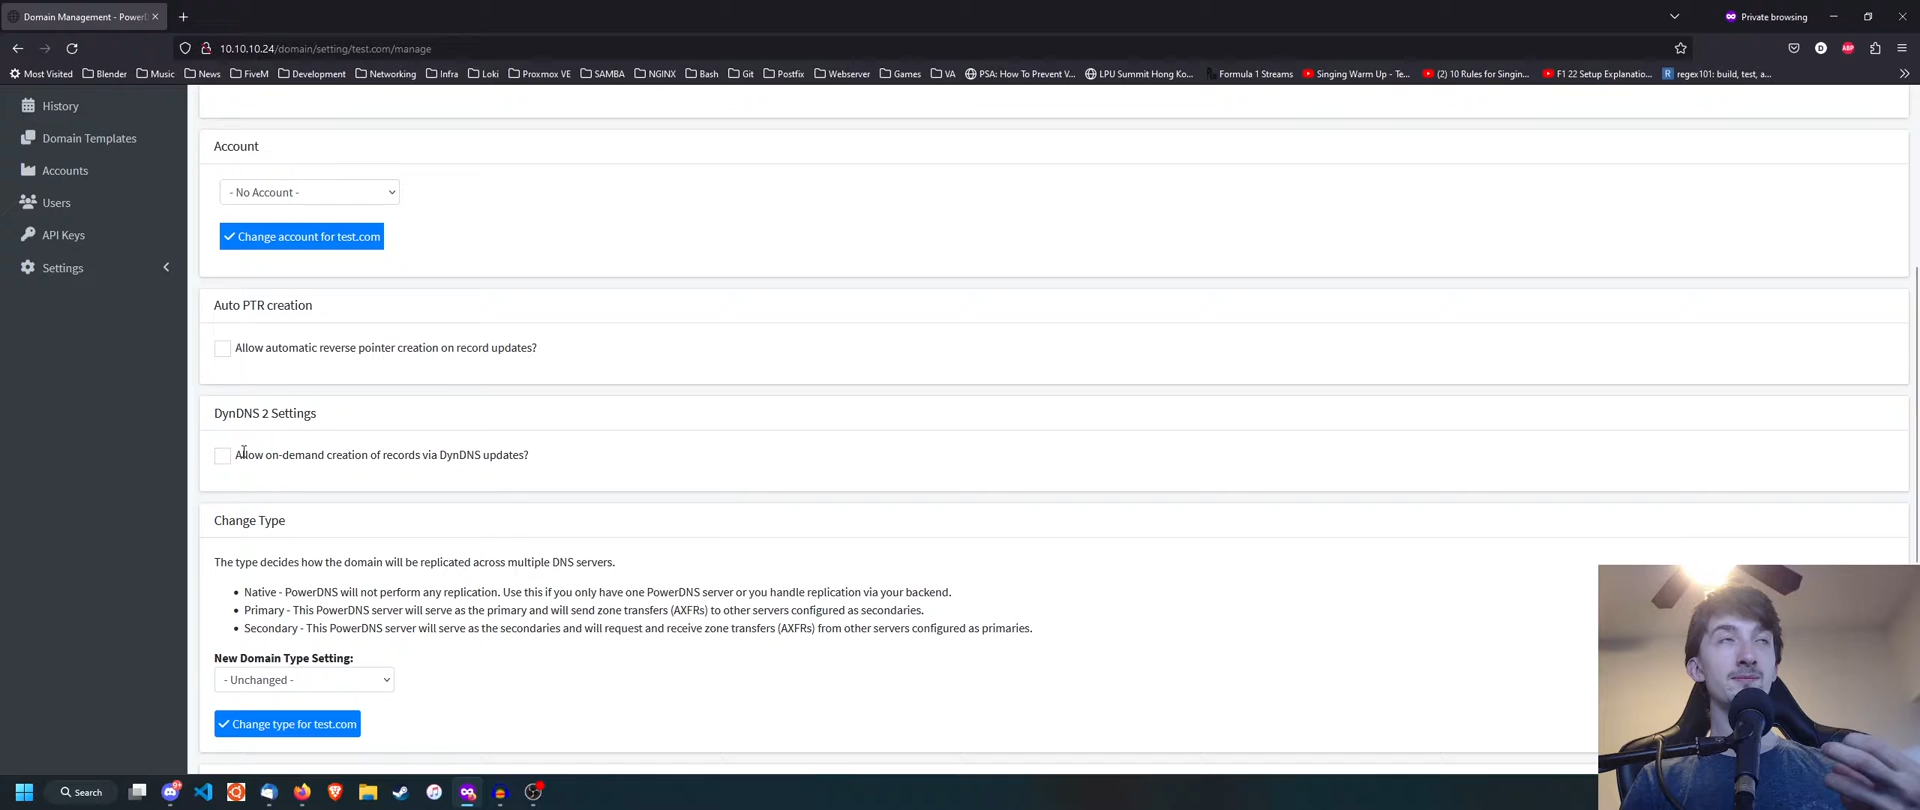 Domain Management - PowerD
Private browsing
10.10.10.24/domain/setting/test.com/manage
Most Visited Blender Music News FiveM Development Networking Infra Loki Proxmox VE SAMBA NGINX Bash Git Postfix Webserver Games VA PSA: How To Prevent V... LPU Summit Hong Ko... Formula 1 Streams Singing Warm Up - Te... (2) 10 Rules for Singin... F1 22 Setup Explanatio... regex101: build, test, a...
History
Domain Templates
Accounts
Users
API Keys
Settings
Account
- No Account -
Change account for test.com
Auto PTR creation
Allow automatic reverse pointer creation on record updates?
DynDNS 2 Settings
Allow on-demand creation of records via DynDNS updates?
Change Type
The type decides how the domain will be replicated across multiple DNS servers.
• Native - PowerDNS will not perform any replication. Use this if you only have one PowerDNS server or you handle replication via your backend.
• Primary - This PowerDNS server will serve as the primary and will send zone transfers (AXFRs) to other servers configured as secondaries.
• Secondary - This PowerDNS server will serve as the secondaries and will request and receive zone transfers (AXFRs) from other servers configured as primaries.
New Domain Type Setting:
- Unchanged -
Change type for test.com
Search